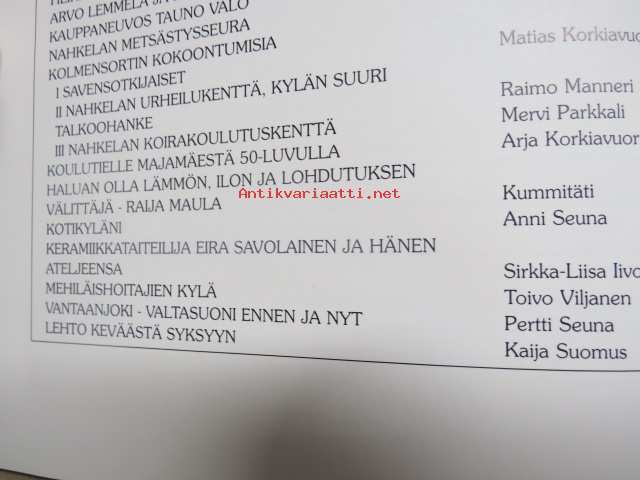 ARVO LEMMELÄ JA
KAUPPANEUVOS TAUNO VALO
NAHKELAN METSÄSTYSSEURA
KOLMENSORTIN KOKOONTUMISIA Matias Korkiavuo
I SAVENSOTKIJAISET
II NAHKELAN URHEILUKENTTÄ, KYLÄN SUURI Raimo Manneri
TALKOOHANKE Mervi Parkkali
III NAHKELAN KOIRAKOULUTUSKENTTÄ Arja Korkiavuor
KOULUTIELLE MAJAMÄESTÄ 50-LUVULLA
HALUAN OLLA LÄMMÖN, ILON JA LOHDUTUKSEN
Antikvariaatti.net
VÄLITTÄJÄ - RAIJA MAULA Kummitäti
KOTIKYLÄNI Anni Seuna
KERAMIIKKATAITEILIJA EIRA SAVOLAINEN JA HÄNEN
ATELJEENSA Sirkka-Liisa Iivo
MEHILÄISHOITAJIEN KYLÄ Toivo Viljanen
VANTAANJOKI - VALTASUONI ENNEN JA NYT Pertti Seuna
LEHTO KEVÄÄSTÄ SYKSYYN Kaija Suomus
Antikvariaatti.net